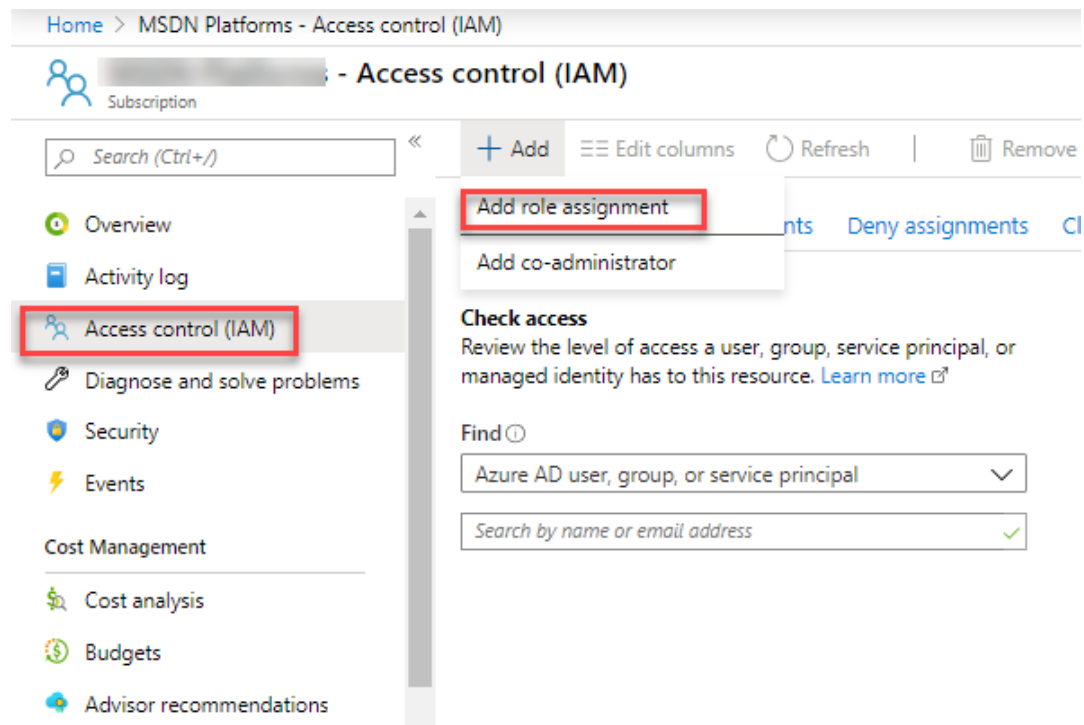 Home > MSDN Platforms - Access control (IAM)
- Access control (IAM)
Subscription
Search (Ctrl+/)
«
+ Add
Edit columns
Refresh
Remove
Add role assignment
Add co-administrator
nts
Deny assignments
Overview
Activity log
Access control (IAM)
Diagnose and solve problems
Security
Events
Cost Management
Cost analysis
Budgets
Advisor recommendations
Check access
Review the level of access a user, group, service principal, or
managed identity has to this resource. Learn more
Find
Azure AD user, group, or service principal
Search by name or email address